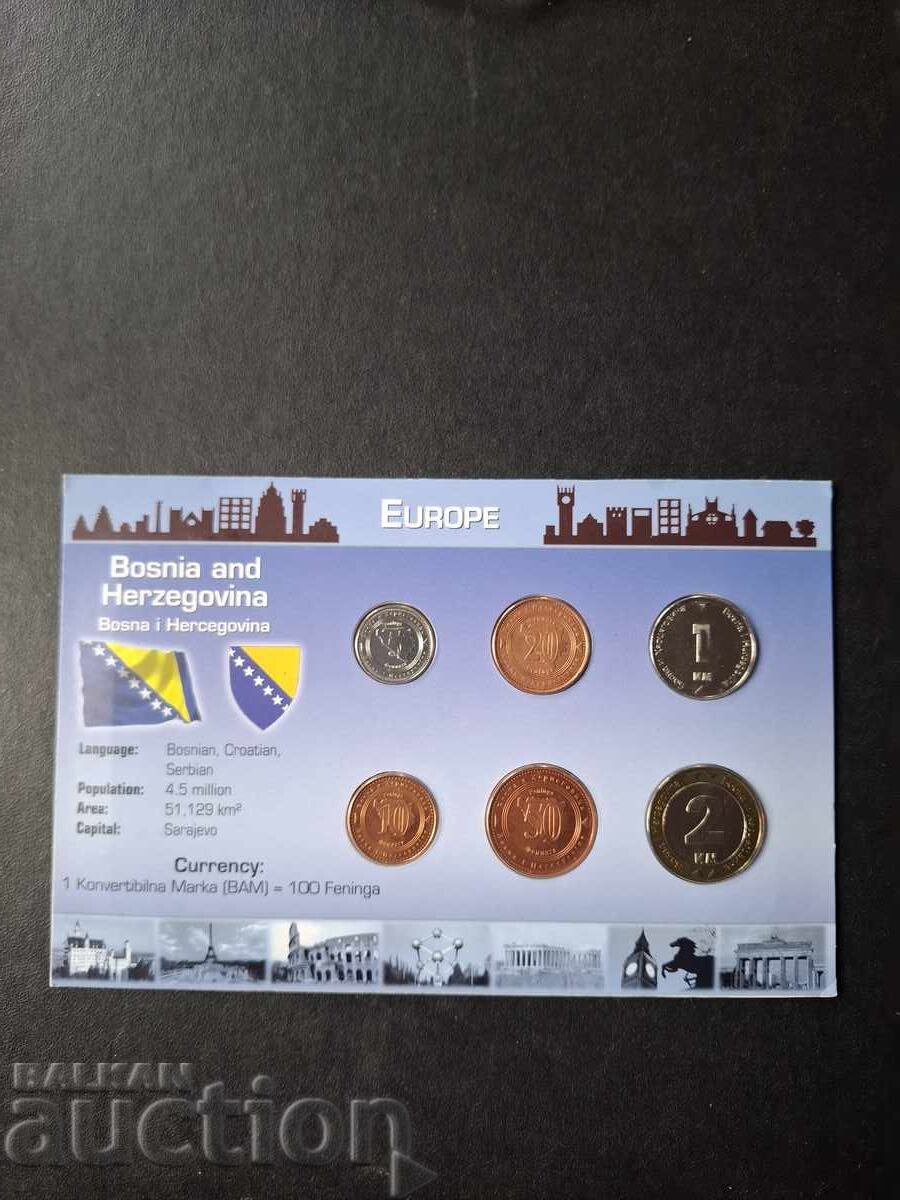 EUROPE
Bosnia and
Herzegovina
Bosna i Hercegovina
Language: Bosnian, Croatian,
Serbian
Population: 4.5 million
Area: 51,129 km²
Capital: Sarajevo
Currency:
1 Konvertibilna Marka (BAM) = 100 Feninga
20
1
KM
10
50
2
KM
BALKAN
auction